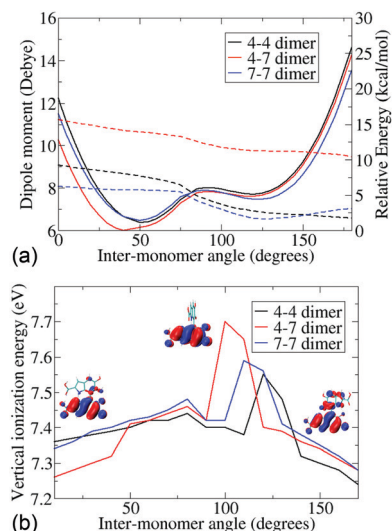 16
14
12
10
8
6
Dipole moment (Debye)
4-4 dimer
4-7 dimer
7-7 dimer
30
25
20
15
10
5
0
Relative Energy (kcal/mol)
0 50 100 150
(a) Inter-monomer angle (degrees)
7.7
7.6
7.5
7.4
7.3
7.2
Vertical ionization energy (eV)
4-4 dimer
4-7 dimer
7-7 dimer
50 100 150
(b) Inter-monomer angle (degrees)